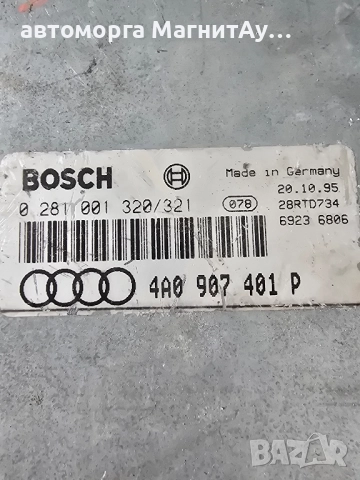 автоморга МагнитАу...
BOSCH
Made in Germany
20.10.95
0 281 001 320/321
078
28RTD734
6923 6806
4A0 907 401 P
BAZAR